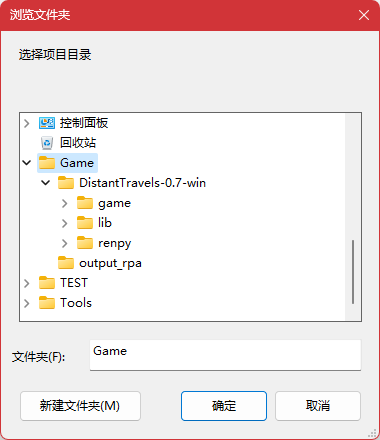 浏览文件夹
选择项目目录
控制面板
回收站
Game
DistantTravels-0.7-win
game
lib
renpy
output_rpa
TEST
Tools
文件夹(F):
Game
新建文件夹(M)
确定
取消